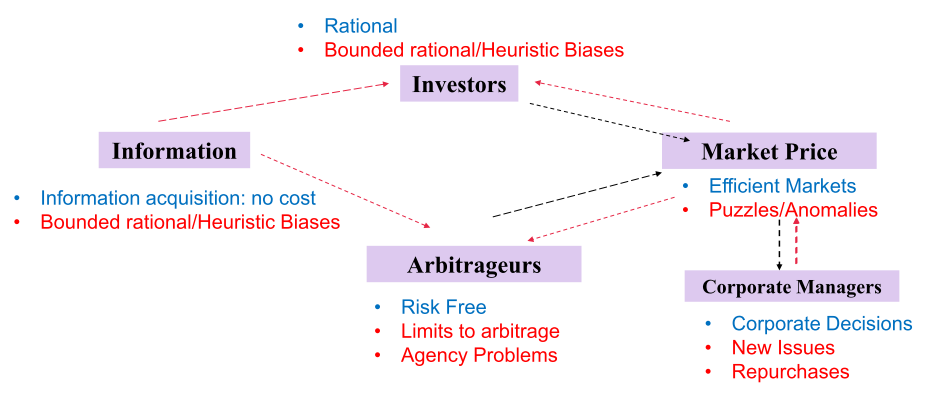 • Rational
• Bounded rational/Heuristic Biases
Investors
Information
Market Price
• Information acquisition: no cost
• Bounded rational/Heuristic Biases
• Efficient Markets
• Puzzles/Anomalies
Arbitrageurs
Corporate Managers
• Risk Free
• Limits to arbitrage
• Agency Problems
• Corporate Decisions
• New Issues
• Repurchases